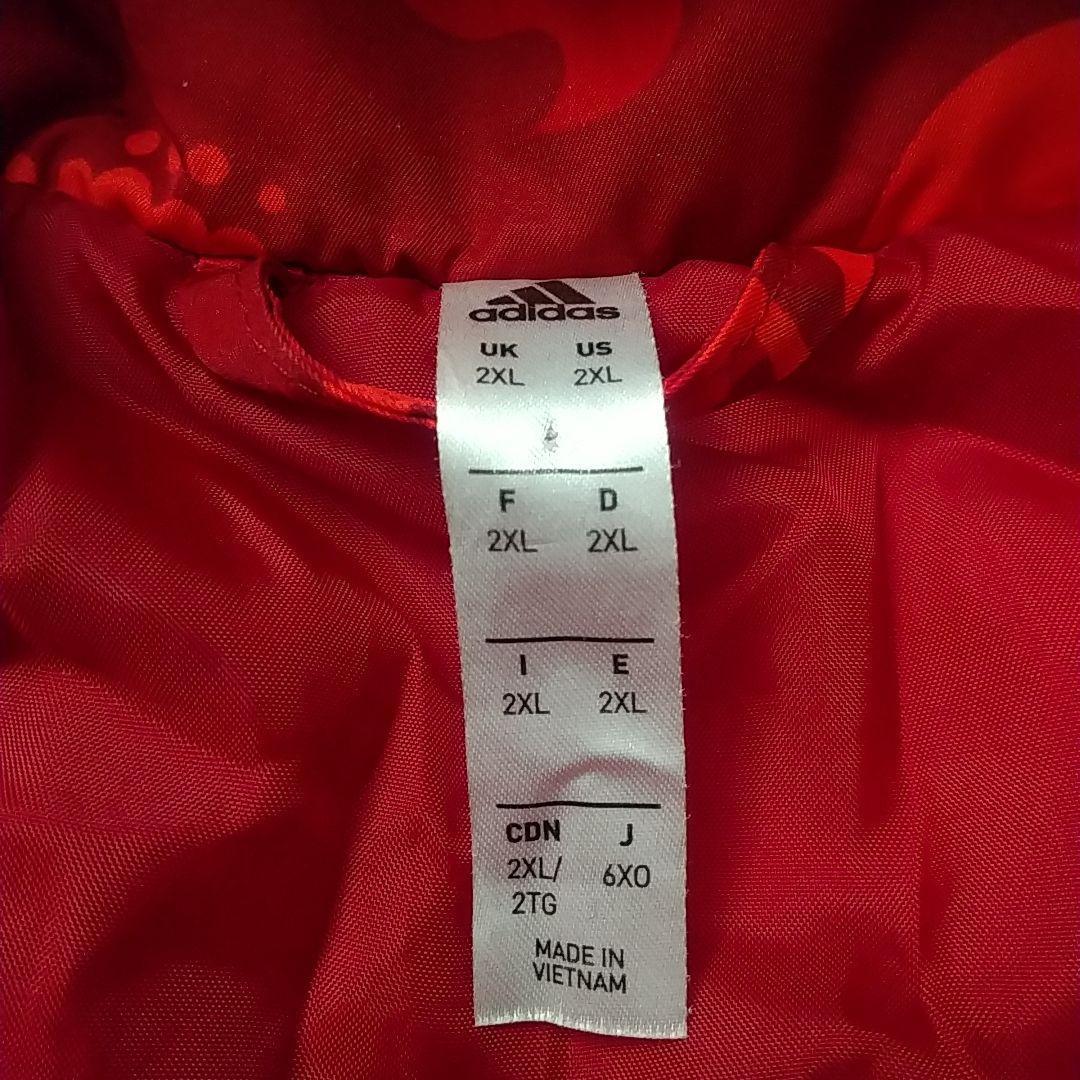 adidas
UK US
2XL 2XL
F D
2XL 2XL
I E
2XL 2XL
CDN J
2XL/ 6XO
2TG
MADE IN
VIETNAM